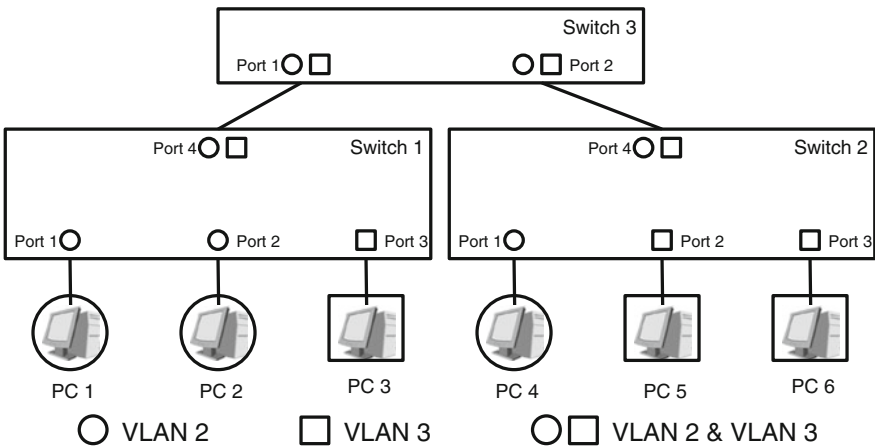 Switch 3
Port 1 Port 2
Port 4 Switch 1 Port 4 Switch 2
Port 1 Port 2 Port 3 Port 1 Port 2 Port 3
PC 1 PC 2 PC 3 PC 4 PC 5 PC 6
VLAN 2 VLAN 3 VLAN 2 & VLAN 3